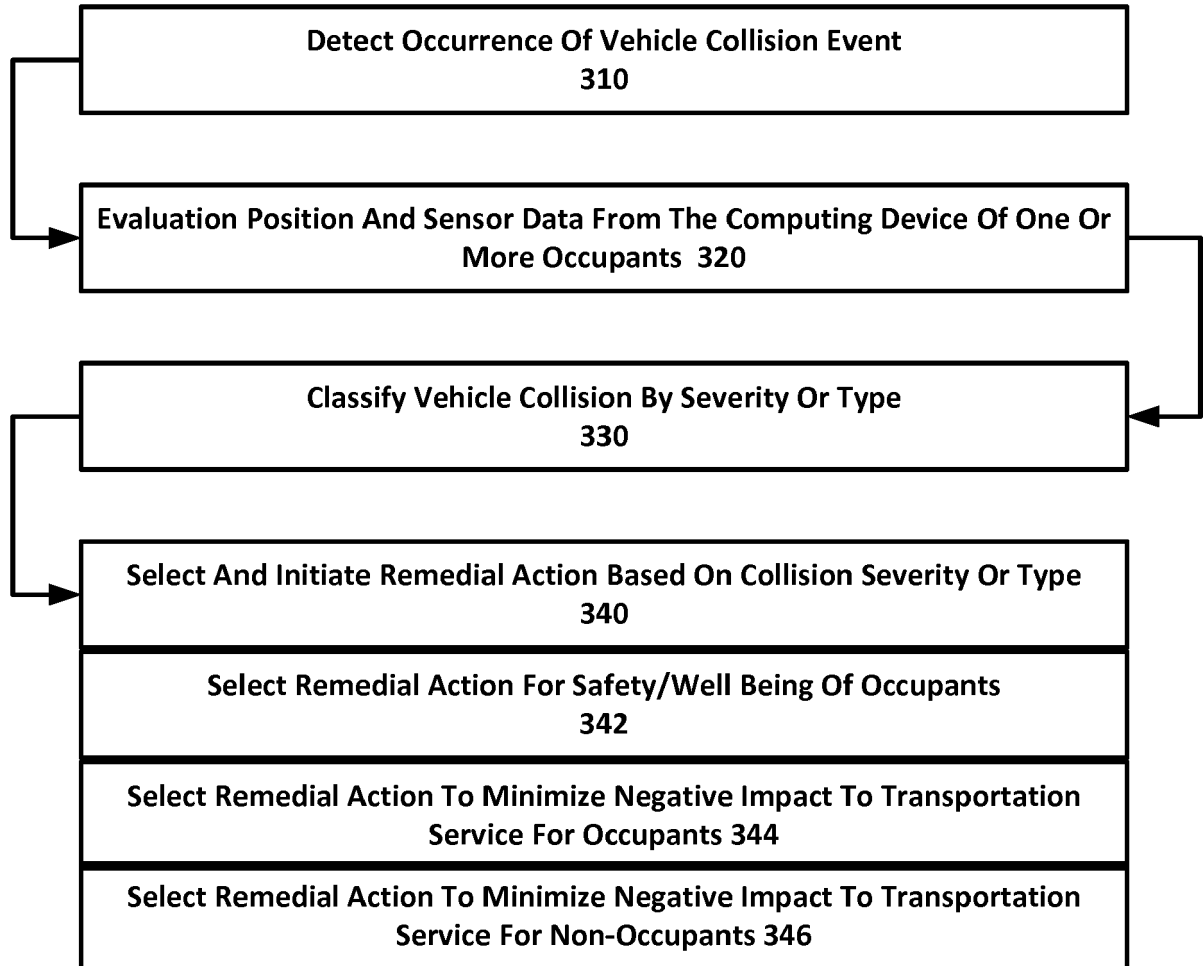 Detect Occurrence Of Vehicle Collision Event
310
Evaluation Position And Sensor Data From The Computing Device Of One Or
More Occupants  320
Classify Vehicle Collision By Severity Or Type
330
Select And Initiate Remedial Action Based On Collision Severity Or Type
340
Select Remedial Action For Safety/Well Being Of Occupants
342
Select Remedial Action To Minimize Negative Impact To Transportation
Service For Occupants 344
Select Remedial Action To Minimize Negative Impact To Transportation
Service For Non-Occupants 346